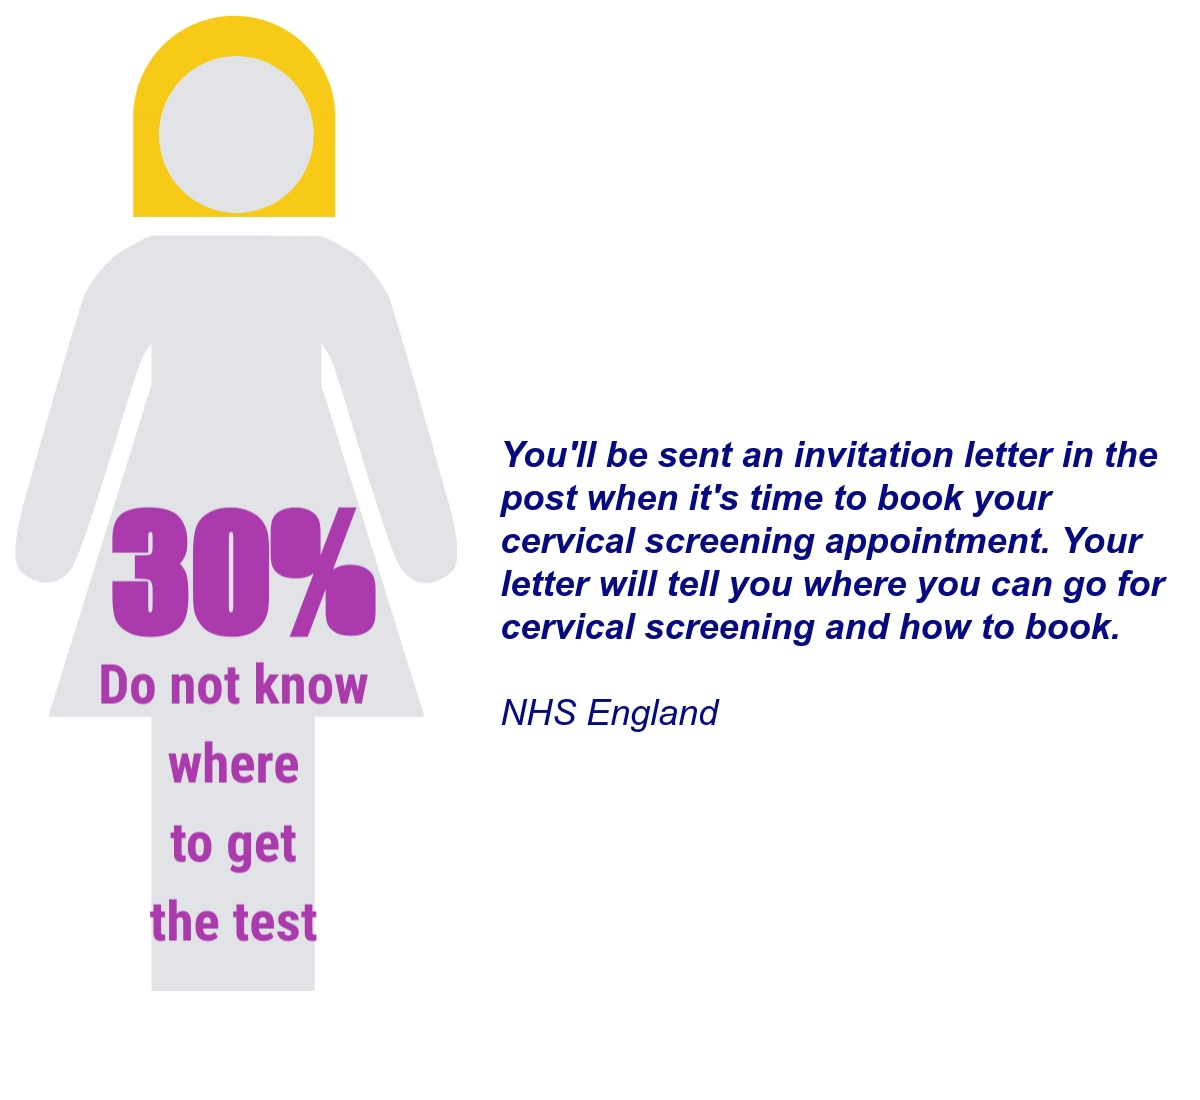 30%
Do not know
where
to get
the test
You'll be sent an invitation letter in the
post when it's time to book your
cervical screening appointment. Your
letter will tell you where you can go for
cervical screening and how to book.
NHS England